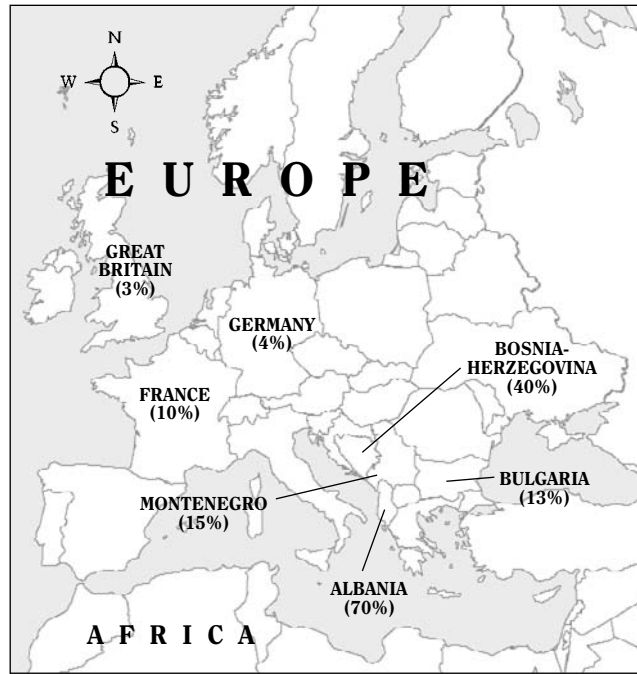 N
W E
S
E U R O P E
GREAT
BRITAIN
(3%)
GERMANY
(4%)
BOSNIA-
HERZEGOVINA
(40%)
FRANCE
(10%)
BULGARIA
(13%)
MONTENEGRO
(15%)
ALBANIA
(70%)
A F R I C A